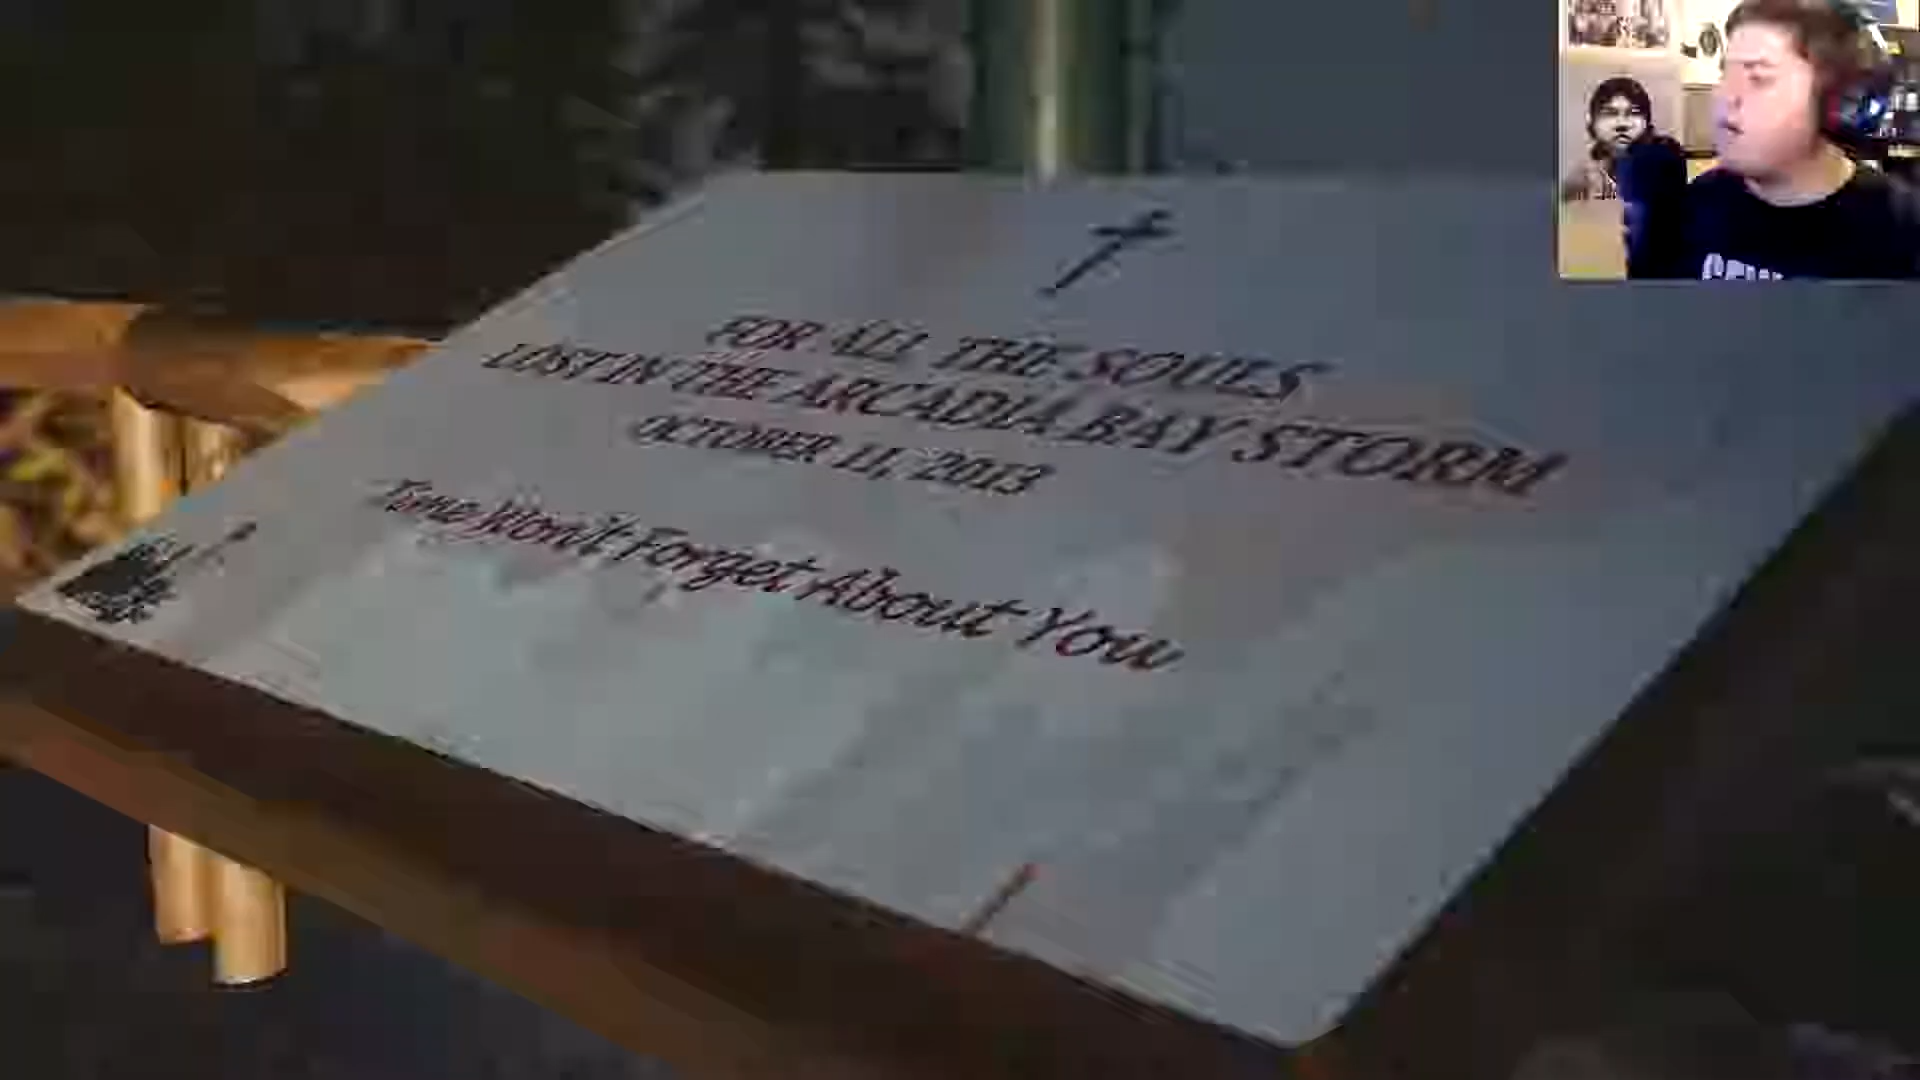 FOR ALL THE SOULS
LOST IN THE ARCADIA BAY STORM
OCTOBER 11, 2013
Time Won't Forget About You